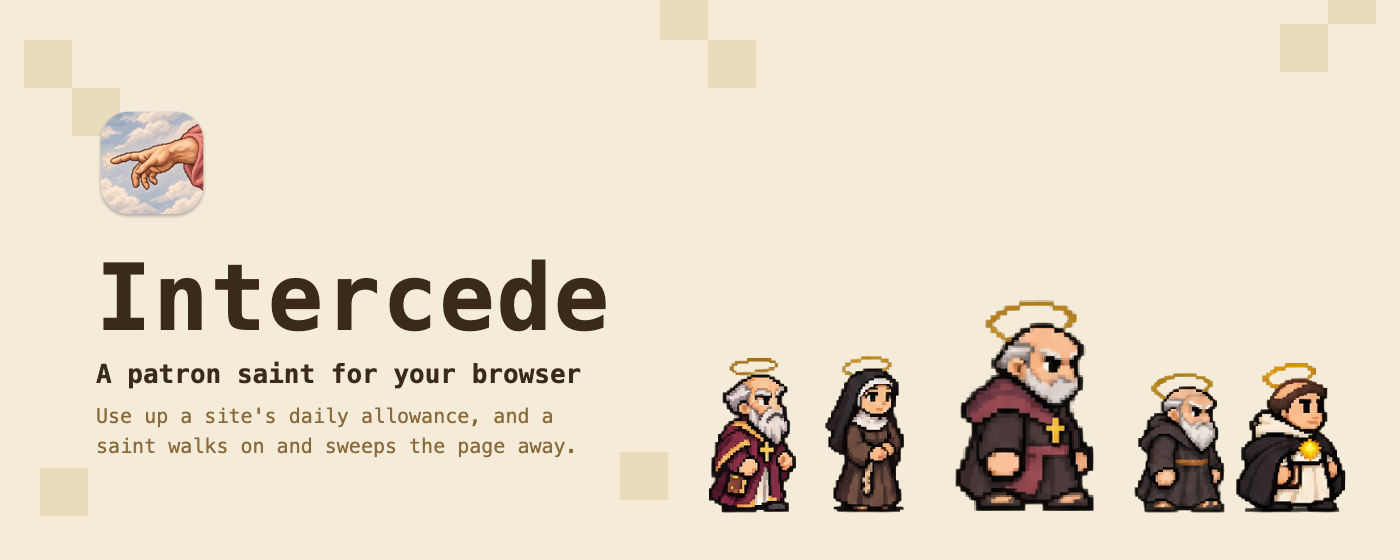 Intercede
A patron saint for your browser
Use up a site's daily allowance, and a
saint walks on and sweeps the page away.